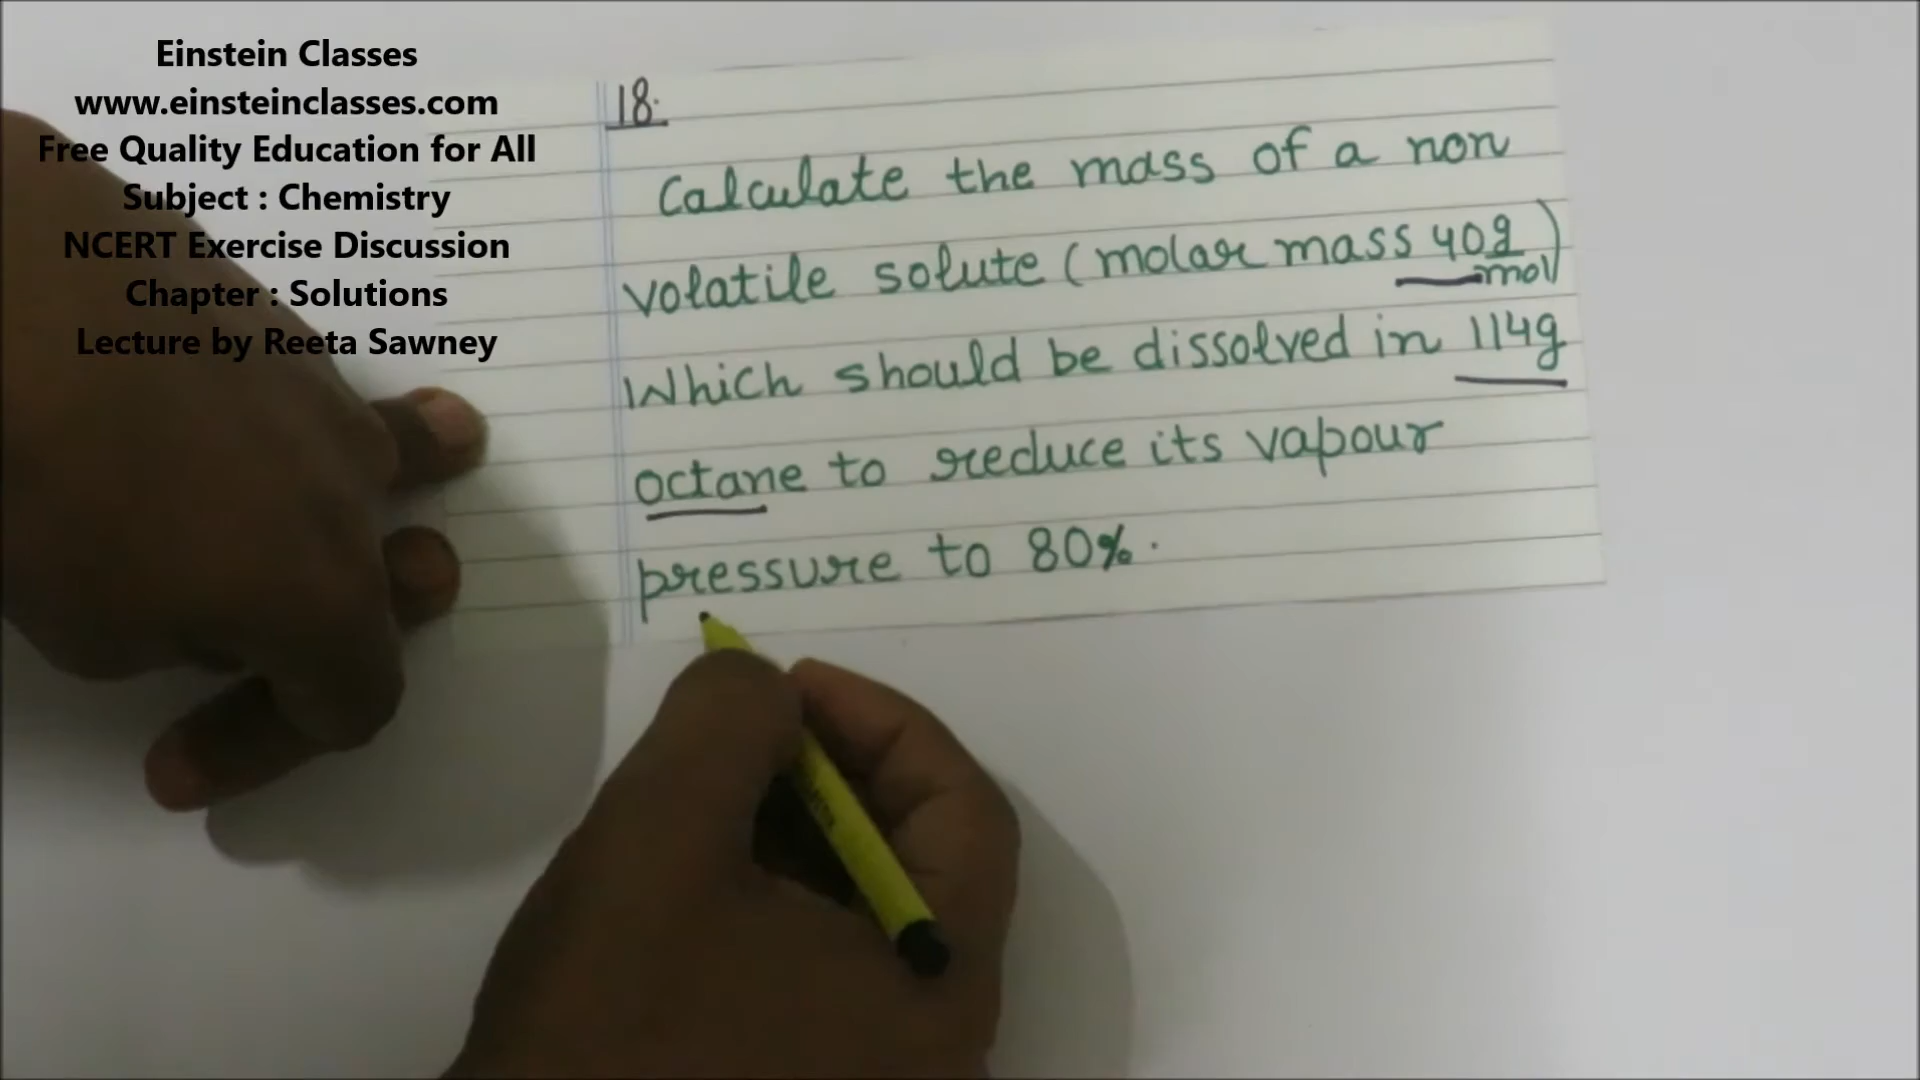 Einstein Classes
www.einsteinclasses.com
Free Quality Education for All
Subject : Chemistry
NCERT Exercise Discussion
Chapter : Solutions
Lecture by Reeta Sawney
18.
Calculate the mass of a non
volatile solute (molar mass 40g/mol)
Which should be dissolved in 114g
octane to reduce its vapour
pressure to 80%.